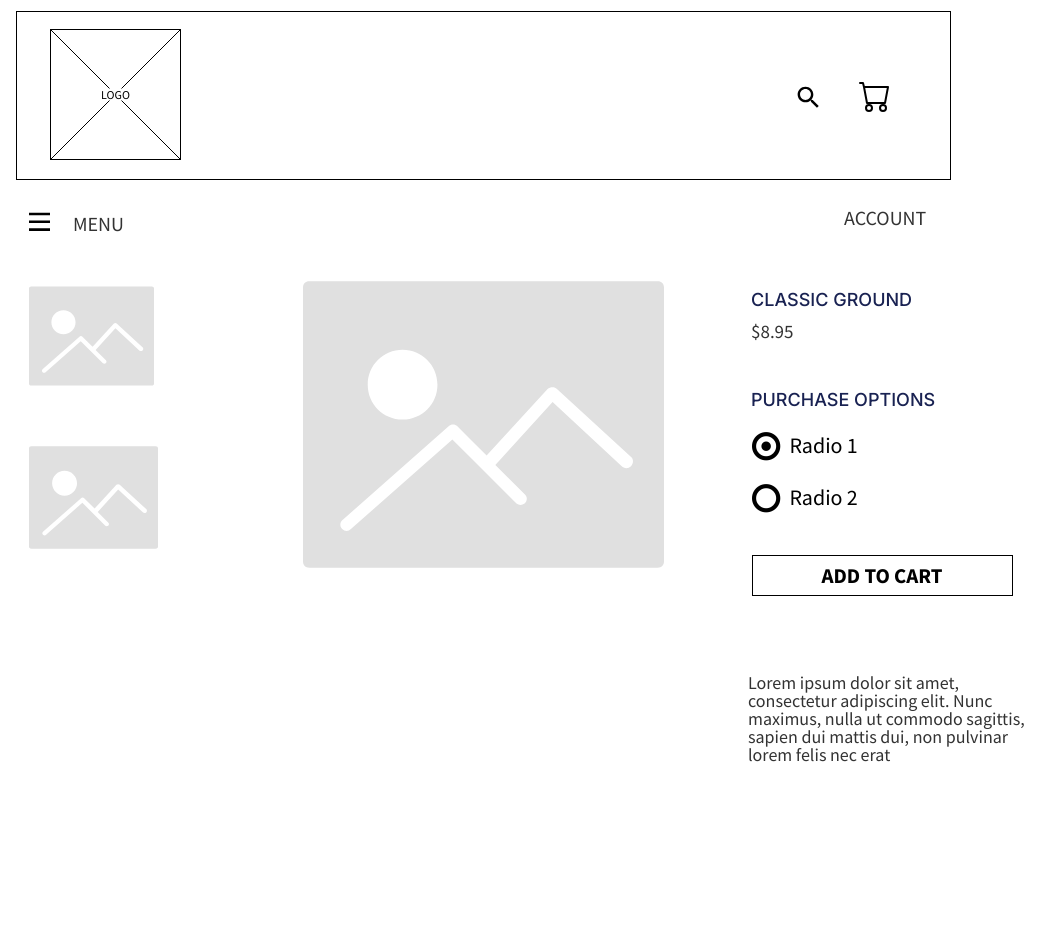 LOGO
MENU
ACCOUNT
CLASSIC GROUND
$8.95
PURCHASE OPTIONS
Radio 1
Radio 2
ADD TO CART
Lorem ipsum dolor sit amet,
consectetur adipiscing elit. Nunc
maximus, nulla ut commodo sagittis,
sapien dui mattis dui, non pulvinar
lorem felis nec erat